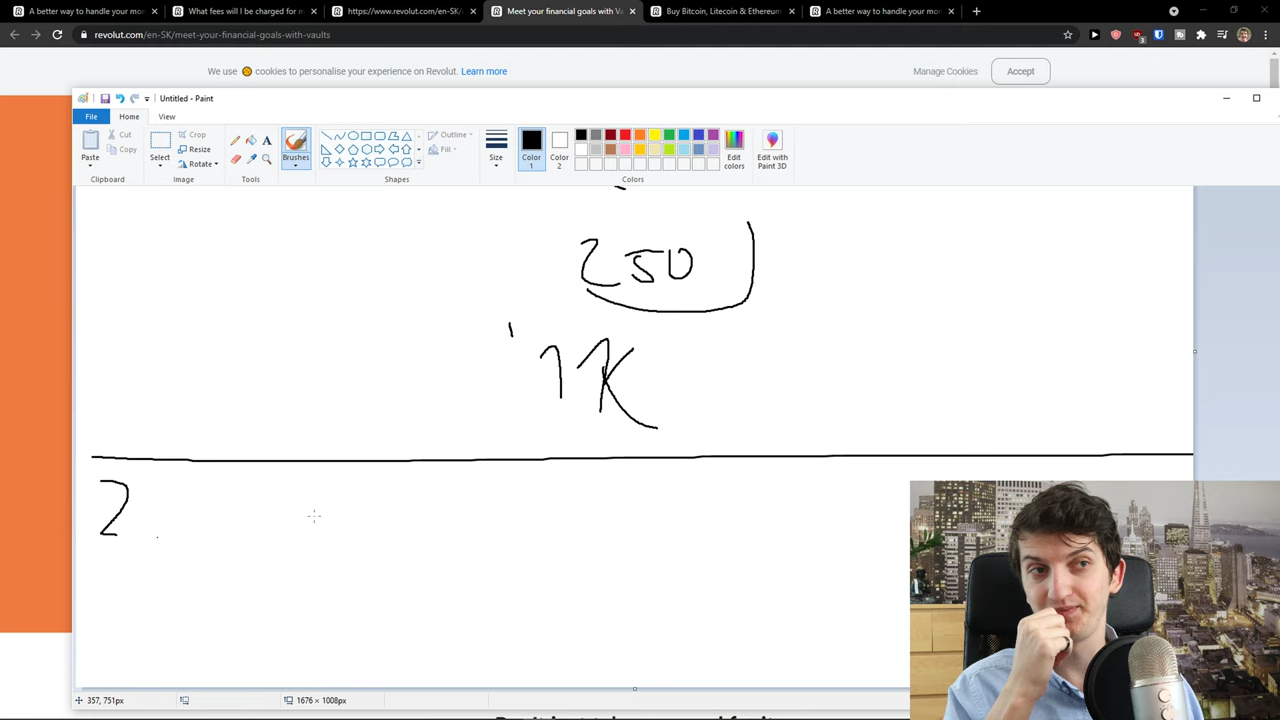 A better way to handle your mon
What fees will I be charged for m
https://www.revolut.com/en-SK/
Meet your financial goals with Va
Buy Bitcoin, Litecoin & Ethereum
A better way to handle your mon
revolut.com/en-SK/meet-your-financial-goals-with-vaults
3
We use cookies to personalise your experience on Revolut. Learn more
Manage Cookies
Accept
Untitled - Paint
File Home View
Paste
Cut
Copy
Clipboard
Select
Crop
Resize
Rotate
Image
A
Tools
Brushes
Shapes
Outline
Fill
Size
Color 1
Color 2
Edit colors
Edit with Paint 3D
Colors
250
1K
2.
357, 751px
1676 × 1008px